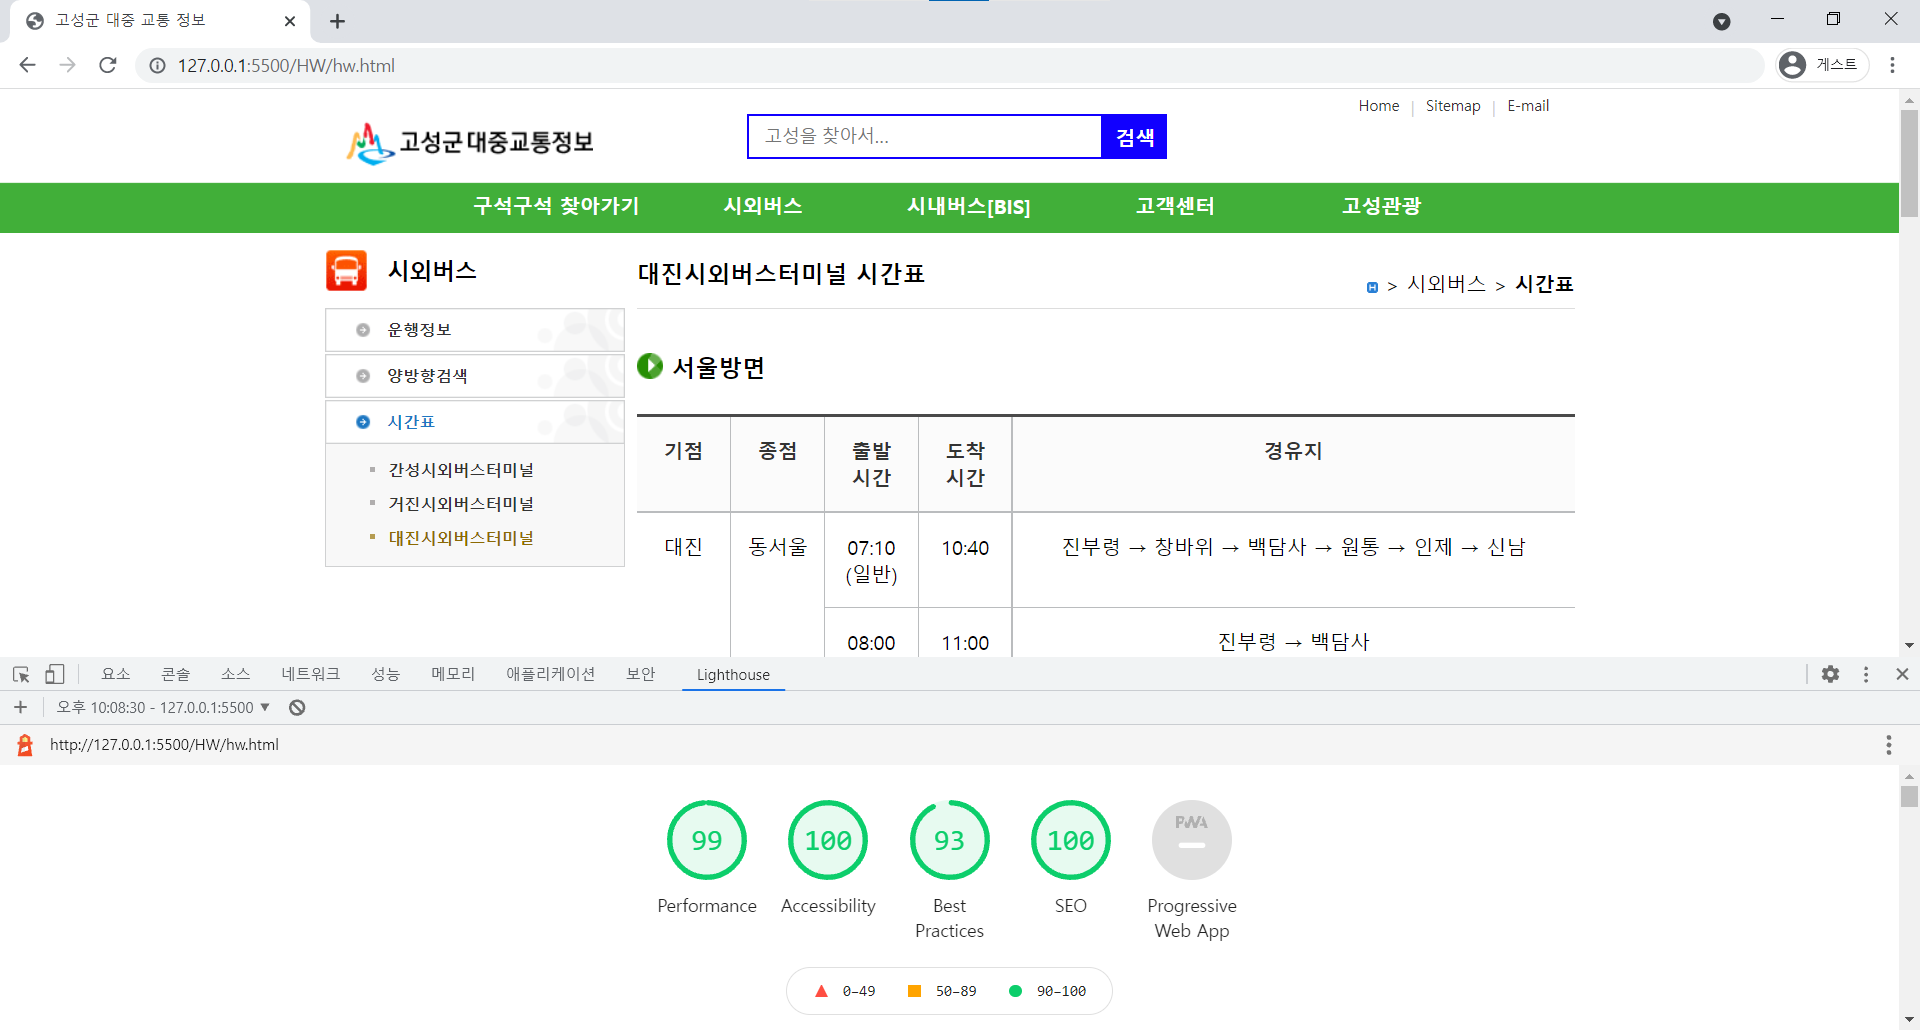 고성군 대중 교통 정보
127.0.0.1:5500/HW/hw.html
게스트
Home | Sitemap | E-mail
고성군 대중교통정보
고성을 찾아서...
검색
구석구석 찾아가기 시외버스 시내버스[BIS] 고객센터 고성관광
시외버스
운행정보
양방향검색
시간표
간성시외버스터미널
거진시외버스터미널
대진시외버스터미널
대진시외버스터미널 시간표
H > 시외버스 > 시간표
서울방면
기점 종점 출발 도착 경유지
시간 시간
대진 동서울 07:10 10:40 진부령 → 창바위 → 백담사 → 원통 → 인제 → 신남
(일반)
08:00 11:00 진부령 → 백담사
요소 콘솔 소스 네트워크 성능 메모리 애플리케이션 보안 Lighthouse
오후 10:08:30 - 127.0.0.1:5500
http://127.0.0.1:5500/HW/hw.html
99 100 93 100 PWA
Performance Accessibility Best SEO Progressive
Practices Web App
0–49 50–89 90–100